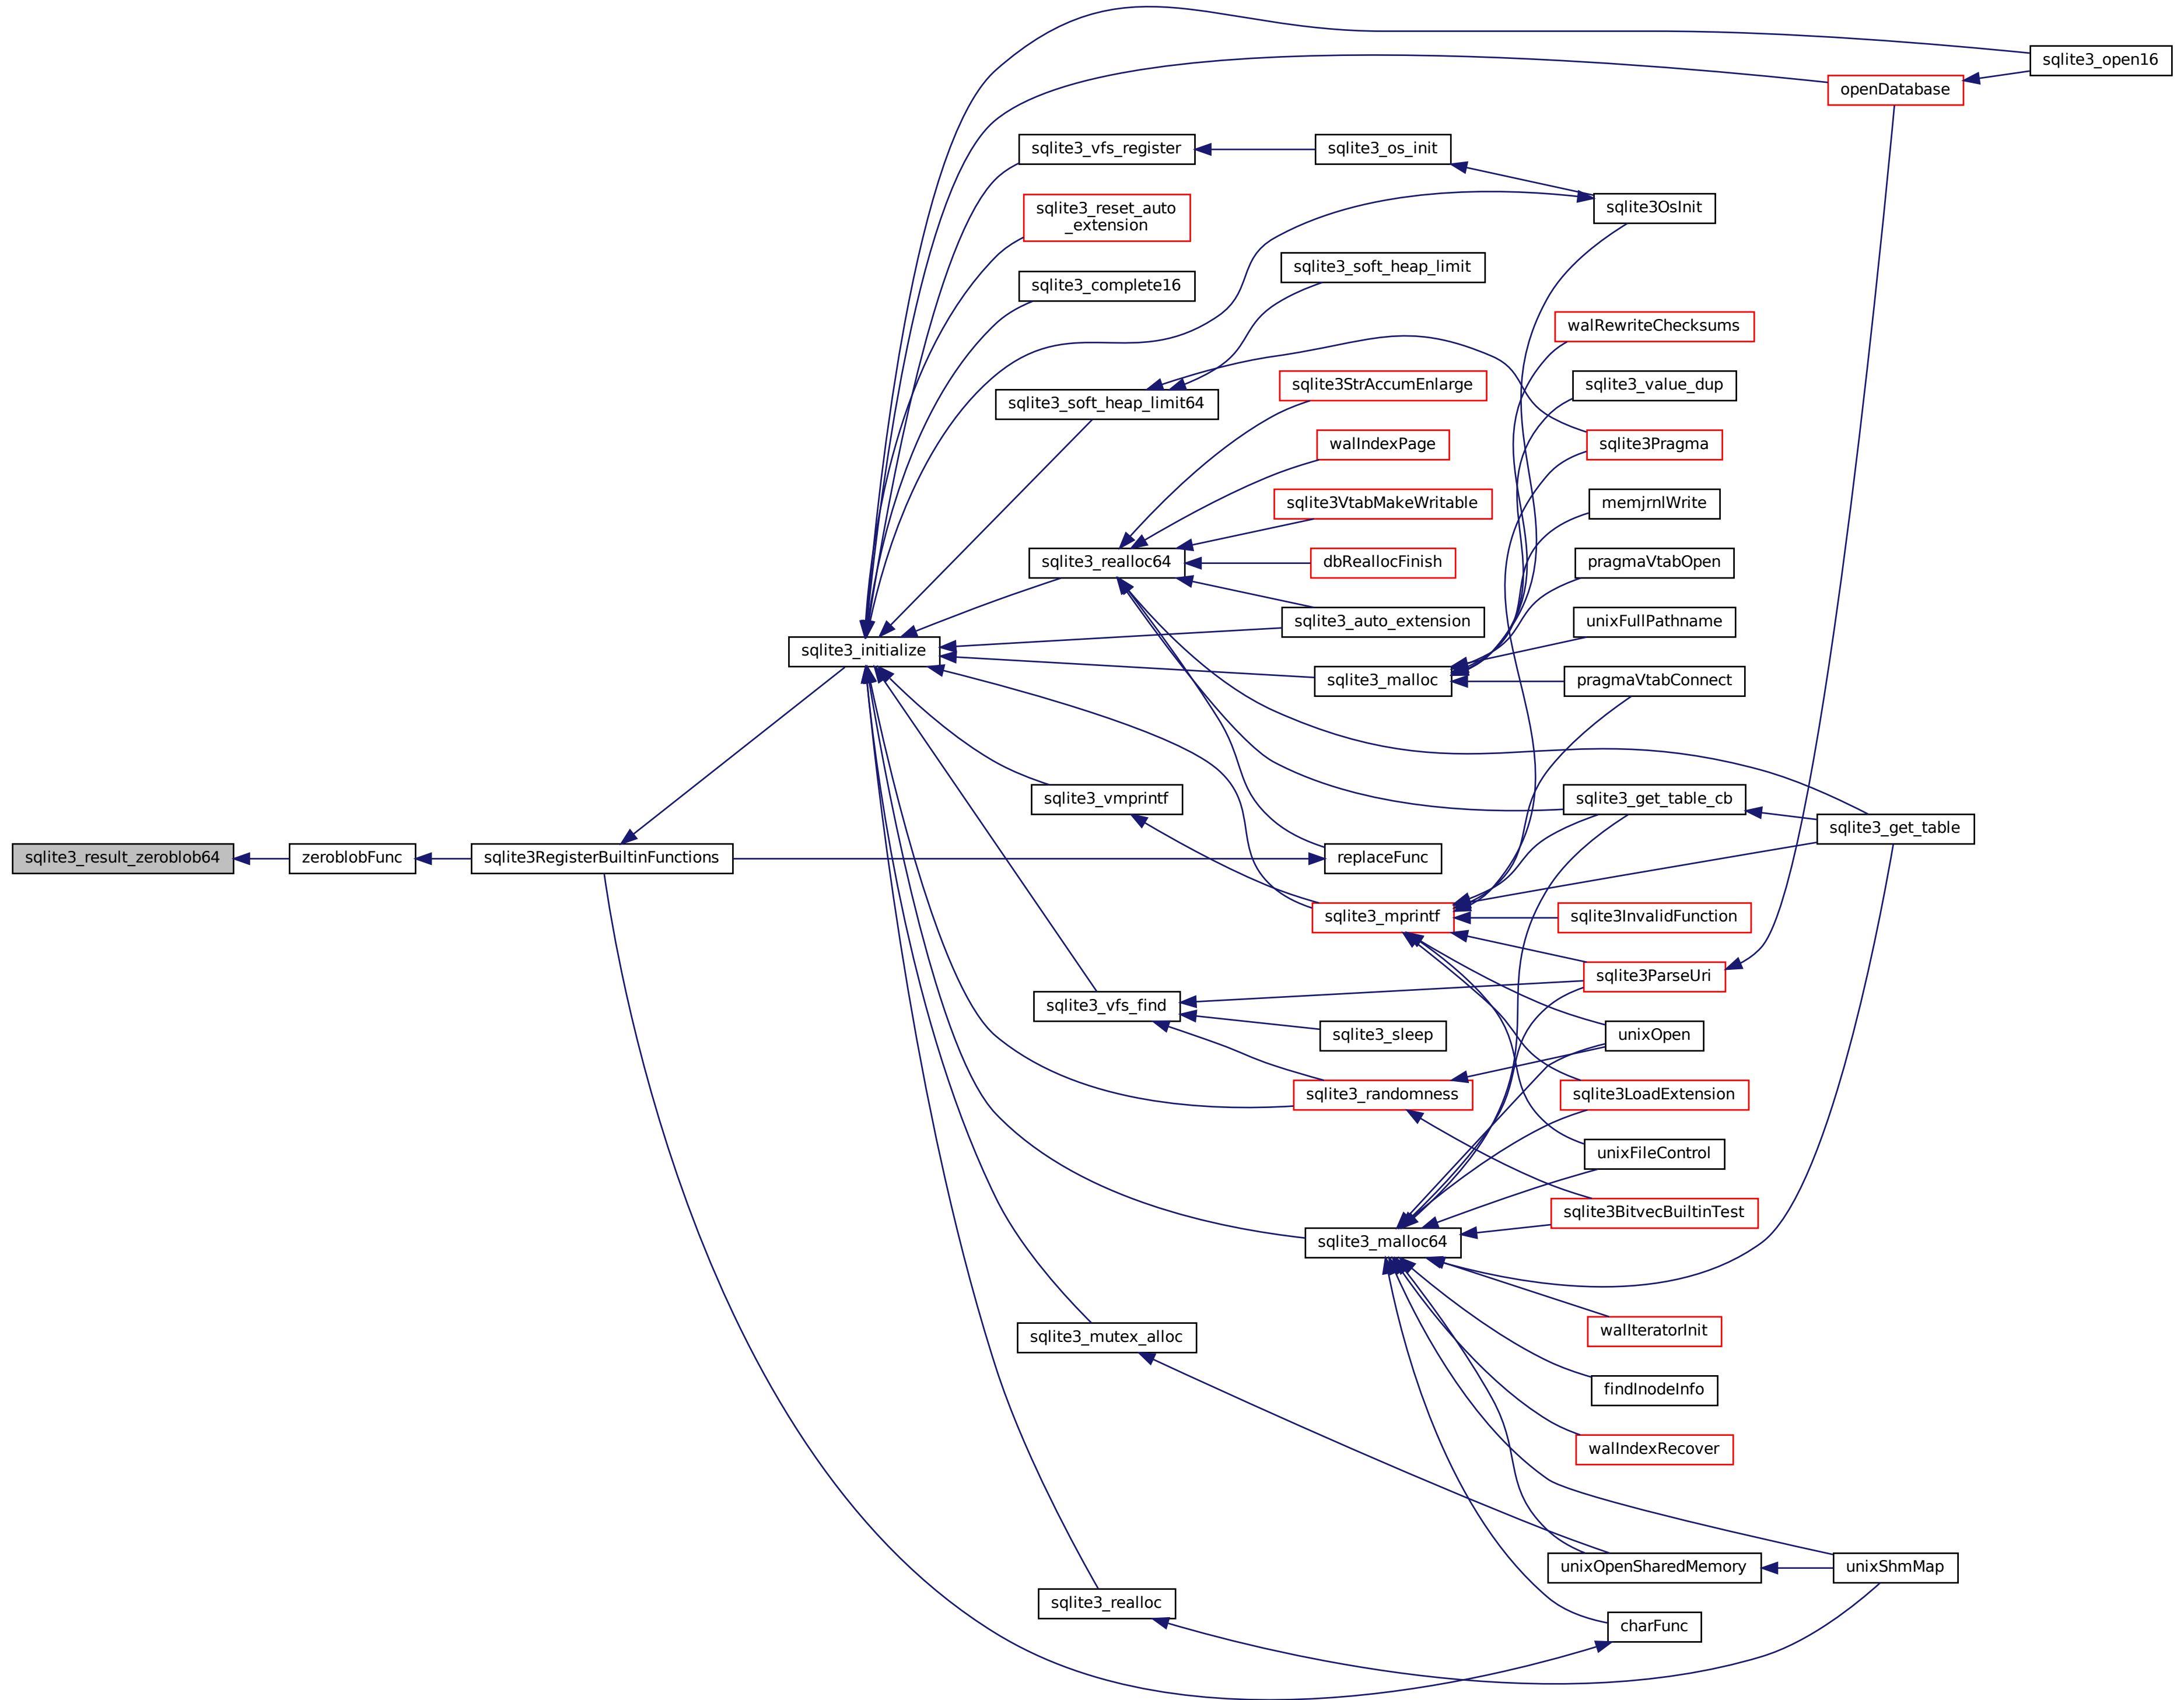 sqlite3_open16
openDatabase
sqlite3_vfs_register
sqlite3_os_init
sqlite3_reset_auto
_extension
sqlite3OsInit
sqlite3_complete16
sqlite3_soft_heap_limit
walRewriteChecksums
sqlite3_soft_heap_limit64
sqlite3StrAccumEnlarge
sqlite3_value_dup
walIndexPage
sqlite3Pragma
sqlite3VtabMakeWritable
memjrnlWrite
sqlite3_realloc64
dbReallocFinish
pragmaVtabOpen
sqlite3_auto_extension
unixFullPathname
sqlite3_initialize
sqlite3_malloc
pragmaVtabConnect
sqlite3_vmprintf
sqlite3_get_table_cb
sqlite3_get_table
sqlite3_result_zeroblob64
zeroblobFunc
sqlite3RegisterBuiltinFunctions
replaceFunc
sqlite3_mprintf
sqlite3InvalidFunction
sqlite3ParseUri
sqlite3_vfs_find
sqlite3_sleep
unixOpen
sqlite3_randomness
sqlite3LoadExtension
unixFileControl
sqlite3BitvecBuiltinTest
sqlite3_malloc64
walIteratorInit
sqlite3_mutex_alloc
findInodeInfo
walIndexRecover
unixOpenSharedMemory
unixShmMap
sqlite3_realloc
charFunc